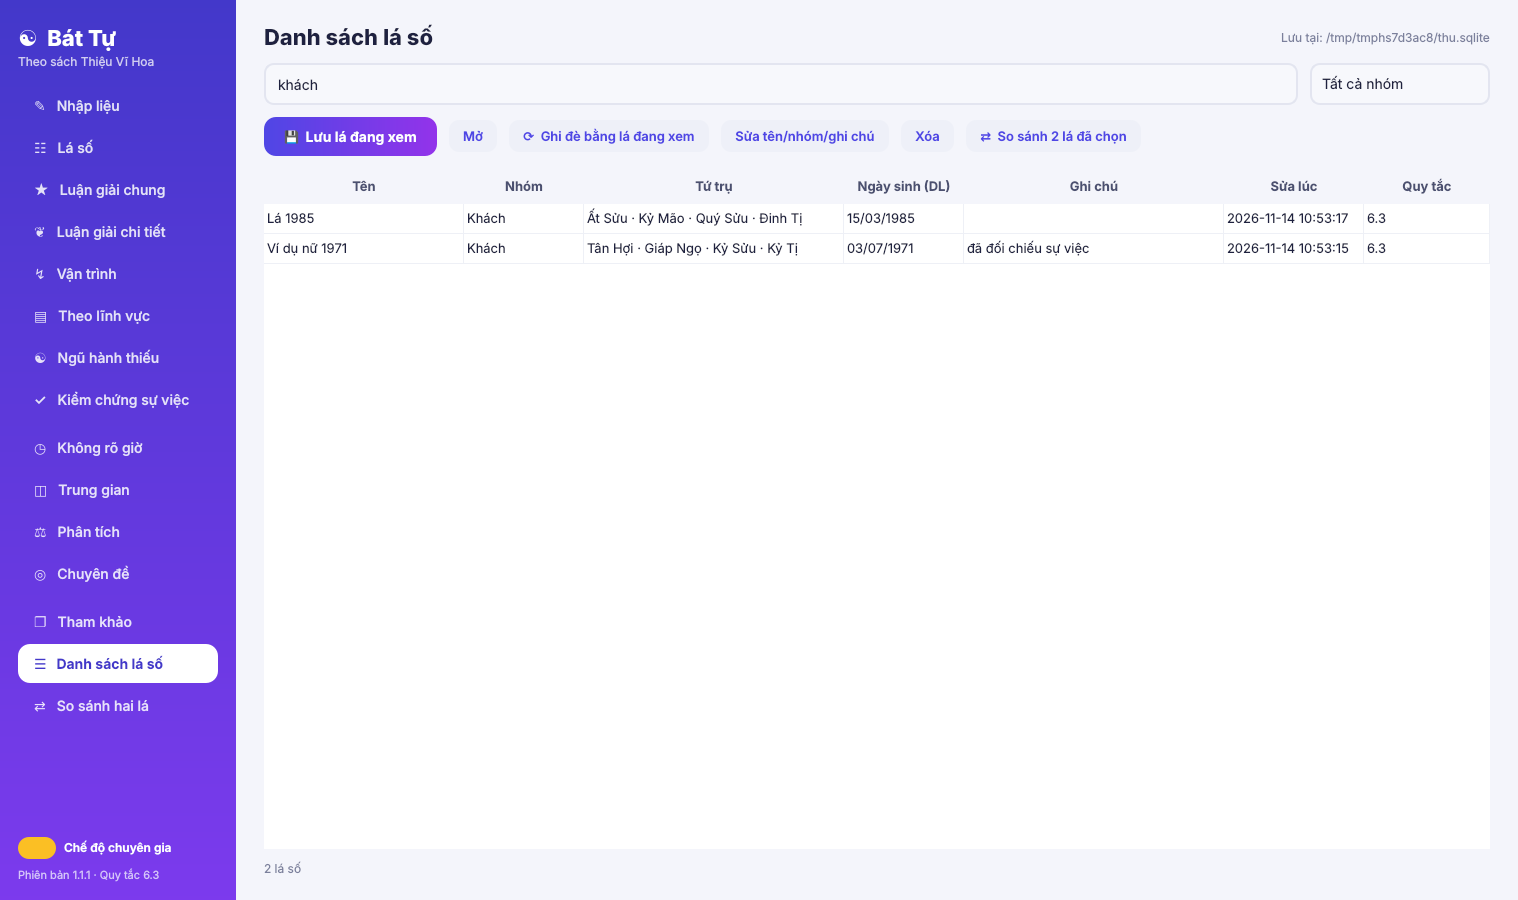 ☯ Bát Tự
Theo sách Thiệu Vĩ Hoa
✎ Nhập liệu
☷ Lá số
★ Luận giải chung
❦ Luận giải chi tiết
↯ Vận trình
▤ Theo lĩnh vực
☯ Ngũ hành thiếu
✓ Kiểm chứng sự việc
◷ Không rõ giờ
◫ Trung gian
⚖ Phân tích
◎ Chuyên đề
❐ Tham khảo
☰ Danh sách lá số
⇄ So sánh hai lá
Chế độ chuyên gia
Phiên bản 1.1.1 · Quy tắc 6.3
Danh sách lá số
Lưu tại: /tmp/tmphs7d3ac8/thu.sqlite
khách
Tất cả nhóm
💾 Lưu lá đang xem
Mở
⟳ Ghi đè bằng lá đang xem
Sửa tên/nhóm/ghi chú
Xóa
⇄ So sánh 2 lá đã chọn
Tên Nhóm Tứ trụ Ngày sinh (DL) Ghi chú Sửa lúc Quy tắc
Lá 1985 Khách Ất Sửu · Kỷ Mão · Quý Sửu · Đinh Tị 15/03/1985 2026-11-14 10:53:17 6.3
Ví dụ nữ 1971 Khách Tân Hợi · Giáp Ngọ · Kỷ Sửu · Kỷ Tị 03/07/1971 đã đối chiếu sự việc 2026-11-14 10:53:15 6.3
2 lá số